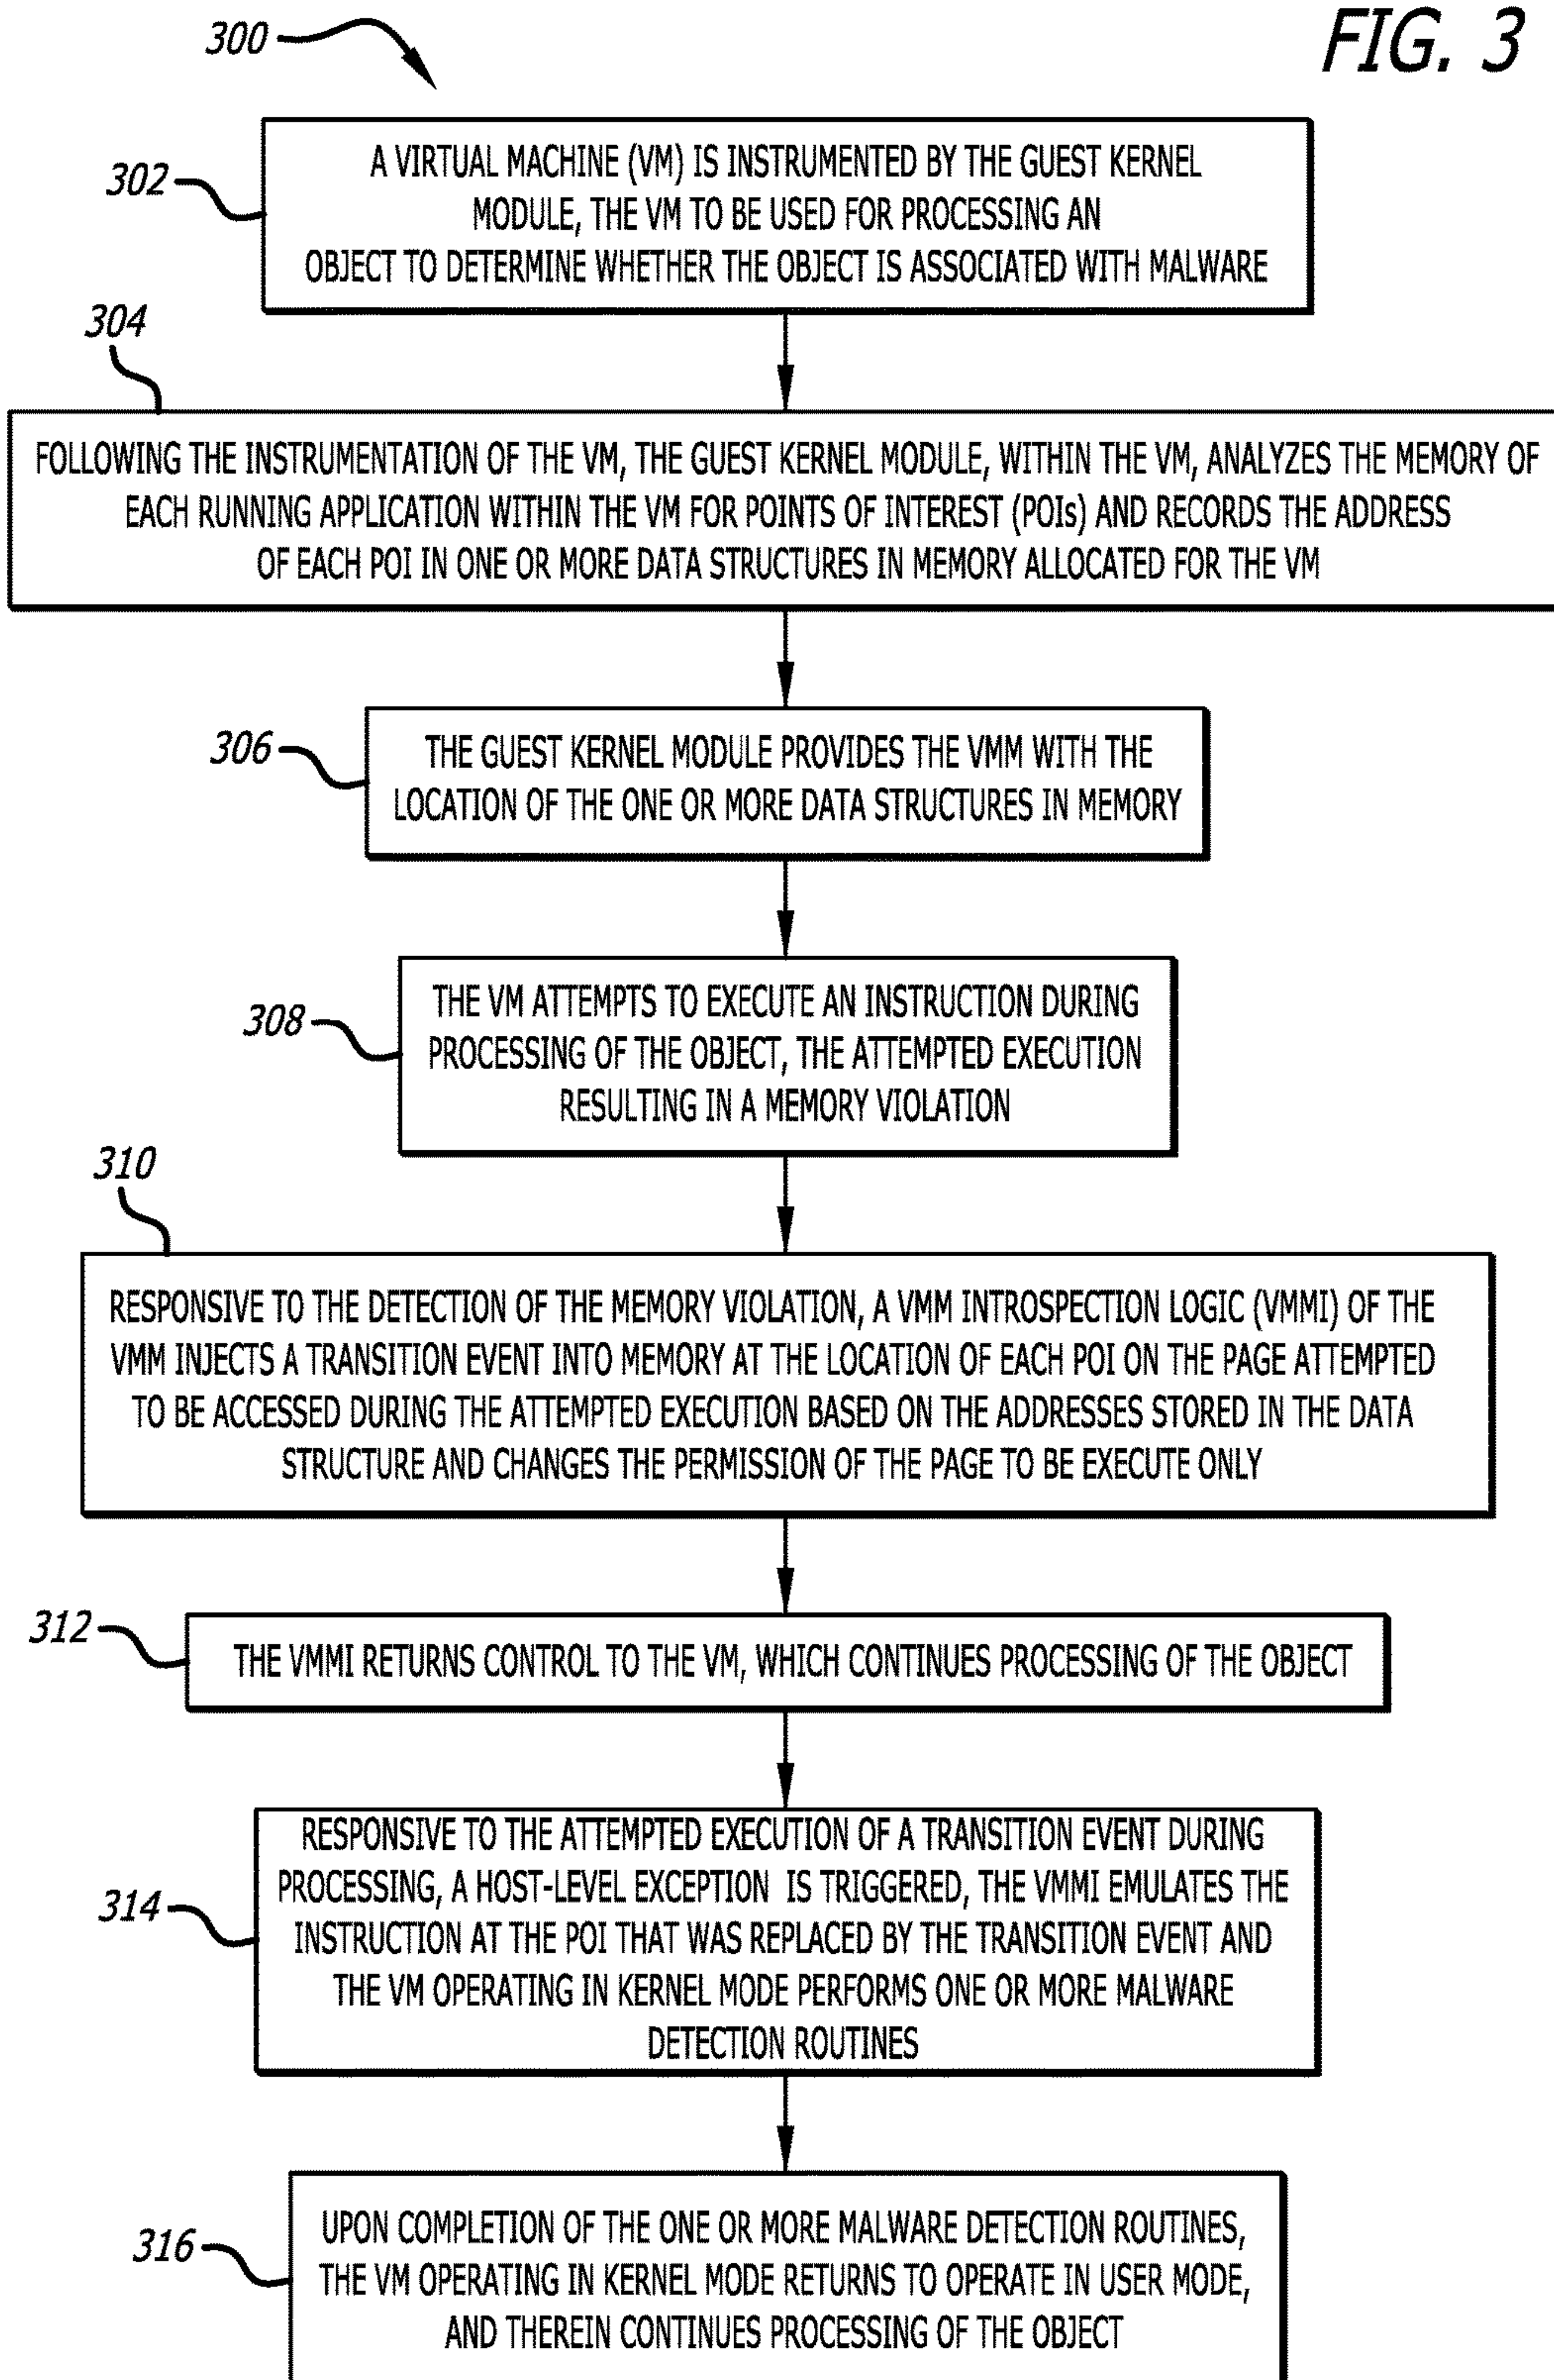 FIG. 3
300
302
A VIRTUAL MACHINE (VM) IS INSTRUMENTED BY THE GUEST KERNEL
MODULE, THE VM TO BE USED FOR PROCESSING AN
OBJECT TO DETERMINE WHETHER THE OBJECT IS ASSOCIATED WITH MALWARE
304
FOLLOWING THE INSTRUMENTATION OF THE VM, THE GUEST KERNEL MODULE, WITHIN THE VM, ANALYZES THE MEMORY OF
EACH RUNNING APPLICATION WITHIN THE VM FOR POINTS OF INTEREST (POIs) AND RECORDS THE ADDRESS
OF EACH POI IN ONE OR MORE DATA STRUCTURES IN MEMORY ALLOCATED FOR THE VM
306
THE GUEST KERNEL MODULE PROVIDES THE VMM WITH THE
LOCATION OF THE ONE OR MORE DATA STRUCTURES IN MEMORY
308
THE VM ATTEMPTS TO EXECUTE AN INSTRUCTION DURING
PROCESSING OF THE OBJECT, THE ATTEMPTED EXECUTION
RESULTING IN A MEMORY VIOLATION
310
RESPONSIVE TO THE DETECTION OF THE MEMORY VIOLATION, A VMM INTROSPECTION LOGIC (VMMI) OF THE
VMM INJECTS A TRANSITION EVENT INTO MEMORY AT THE LOCATION OF EACH POI ON THE PAGE ATTEMPTED
TO BE ACCESSED DURING THE ATTEMPTED EXECUTION BASED ON THE ADDRESSES STORED IN THE DATA
STRUCTURE AND CHANGES THE PERMISSION OF THE PAGE TO BE EXECUTE ONLY
312
THE VMMI RETURNS CONTROL TO THE VM, WHICH CONTINUES PROCESSING OF THE OBJECT
314
RESPONSIVE TO THE ATTEMPTED EXECUTION OF A TRANSITION EVENT DURING
PROCESSING, A HOST-LEVEL EXCEPTION IS TRIGGERED, THE VMMI EMULATES THE
INSTRUCTION AT THE POI THAT WAS REPLACED BY THE TRANSITION EVENT AND
THE VM OPERATING IN KERNEL MODE PERFORMS ONE OR MORE MALWARE
DETECTION ROUTINES
316
UPON COMPLETION OF THE ONE OR MORE MALWARE DETECTION ROUTINES,
THE VM OPERATING IN KERNEL MODE RETURNS TO OPERATE IN USER MODE,
AND THEREIN CONTINUES PROCESSING OF THE OBJECT